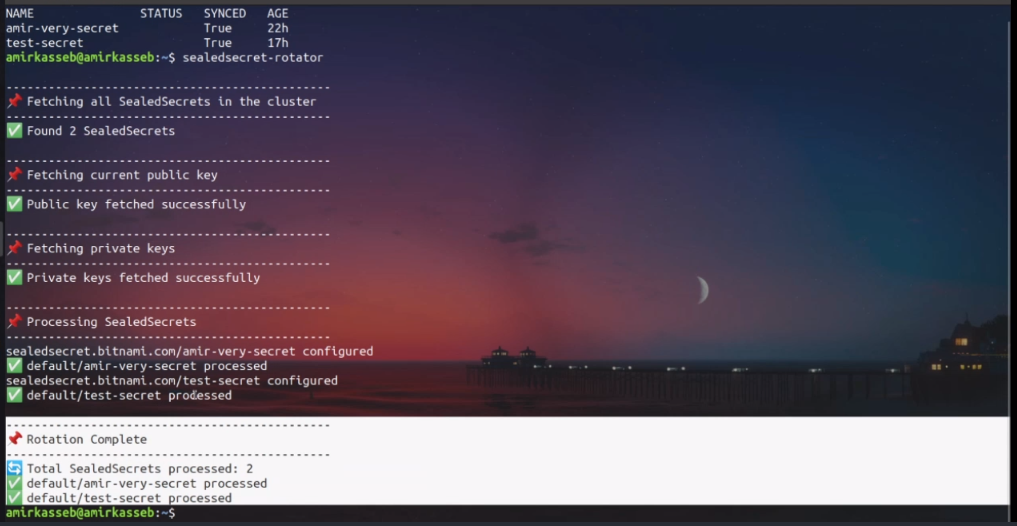 NAME STATUS SYNCED AGE
amir-very-secret True 22h
test-secret True 17h
amirkasseb@amirkasseb:~$ sealedsecret-rotator
----------------------------------------------
📌 Fetching all SealedSecrets in the cluster
----------------------------------------------
✅ Found 2 SealedSecrets
----------------------------------------------
📌 Fetching current public key
----------------------------------------------
✅ Public key fetched successfully
----------------------------------------------
📌 Fetching private keys
----------------------------------------------
✅ Private keys fetched successfully
----------------------------------------------
📌 Processing SealedSecrets
----------------------------------------------
sealedsecret.bitnami.com/amir-very-secret configured
✅ default/amir-very-secret processed
sealedsecret.bitnami.com/test-secret configured
✅ default/test-secret processed
----------------------------------------------
📌 Rotation Complete
----------------------------------------------
🔄 Total SealedSecrets processed: 2
✅ default/amir-very-secret processed
✅ default/test-secret processed
amirkasseb@amirkasseb:~$